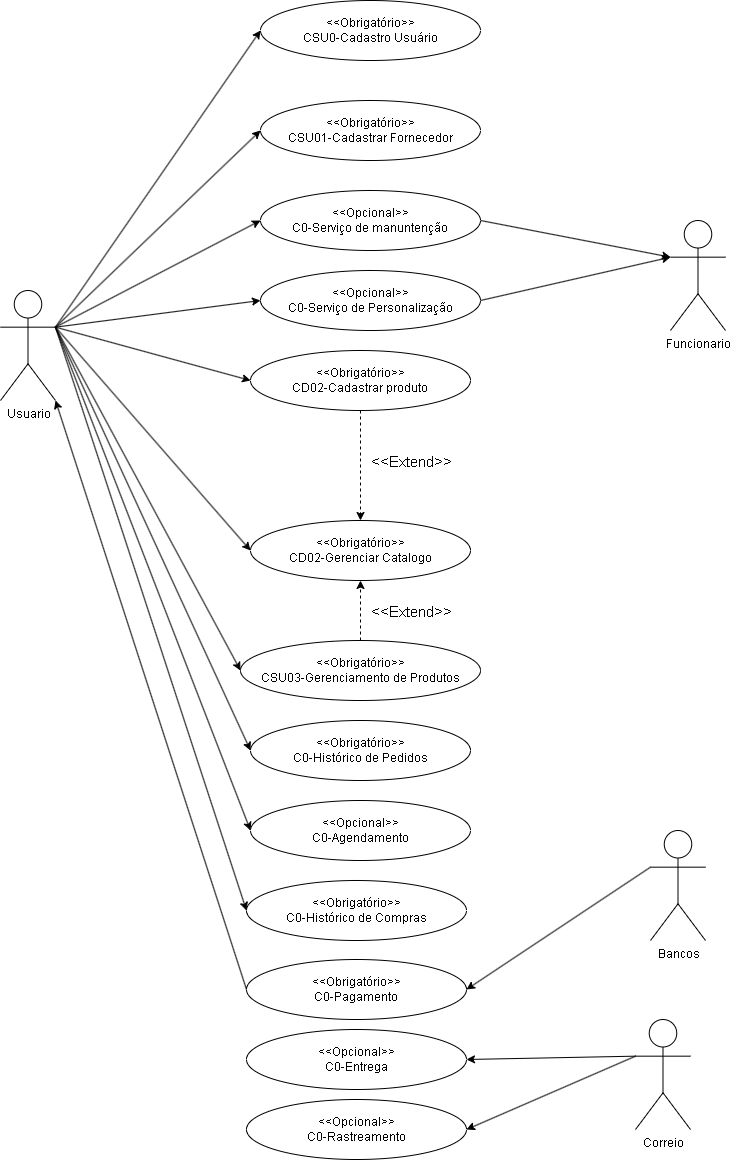 <<Obrigatório>>
CSU0-Cadastro Usuário
<<Obrigatório>>
CSU01-Cadastrar Fornecedor
<<Opcional>>
C0-Serviço de manuntenção
<<Opcional>>
C0-Serviço de Personalização
Funcionario
<<Obrigatório>>
CD02-Cadastrar produto
Usuario
<<Extend>>
<<Obrigatório>>
CD02-Gerenciar Catalogo
<<Extend>>
<<Obrigatório>>
CSU03-Gerenciamento de Produtos
<<Obrigatório>>
C0-Histórico de Pedidos
<<Opcional>>
C0-Agendamento
<<Obrigatório>>
C0-Histórico de Compras
Bancos
<<Obrigatório>>
C0-Pagamento
<<Opcional>>
C0-Entrega
<<Opcional>>
C0-Rastreamento
Correio